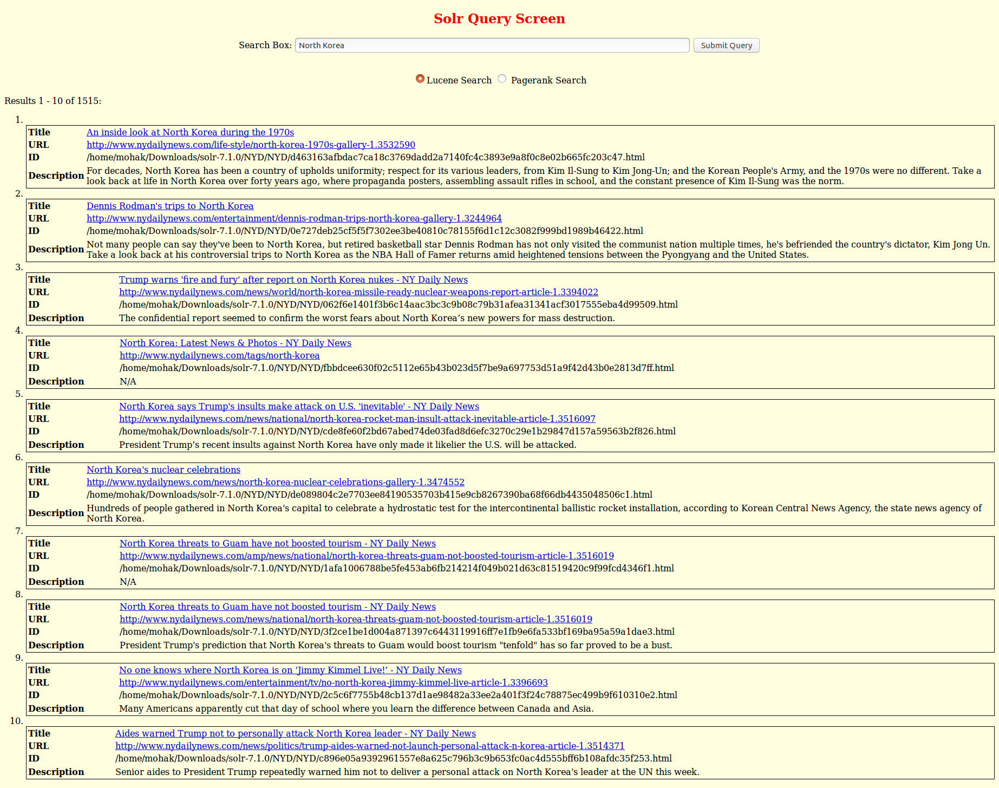 Solr Query Screen
Search Box: North Korea Submit Query
Lucene Search Pagerank Search
Results 1 - 10 of 1515:
1.
Title An inside look at North Korea during the 1970s
URL http://www.nydailynews.com/life-style/north-korea-1970s-gallery-1.3532590
ID /home/mohak/Downloads/solr-7.1.0/NYD/NYD/d463163afbdac7ca18c3769dadd2a7140fc4c3893e9a8f0c8e02b665fc203c47.html
Description For decades, North Korea has been a country of upholds uniformity; respect for its various leaders, from Kim Il-Sung to Kim Jong-Un; and the Korean People's Army, and the 1970s were no different. Take a
look back at life in North Korea over forty years ago, where propaganda posters, assembling assault rifles in school, and the constant presence of Kim Il-Sung was the norm.
2.
Title Dennis Rodman's trips to North Korea
URL http://www.nydailynews.com/entertainment/dennis-rodman-trips-north-korea-gallery-1.3244964
ID /home/mohak/Downloads/solr-7.1.0/NYD/NYD/0e727deb25cf5f5f7302ee3be40810c78155f6d1c12c3082f999bd1989b46422.html
Description Not many people can say they've been to North Korea, but retired basketball star Dennis Rodman has not only visited the communist nation multiple times, he's befriended the country's dictator, Kim Jong Un.
Take a look back at his controversial trips to North Korea as the NBA Hall of Famer returns amid heightened tensions between the Pyongyang and the United States.
3.
Title Trump warns 'fire and fury' after report on North Korea nukes - NY Daily News
URL http://www.nydailynews.com/news/world/north-korea-missile-ready-nuclear-weapons-report-article-1.3394022
ID /home/mohak/Downloads/solr-7.1.0/NYD/NYD/062f6e1401f3b6c14aac3bc3c9b08c79b31afea31341acf3017555eba4d99509.html
Description The confidential report seemed to confirm the worst fears about North Korea’s new powers for mass destruction.
4.
Title North Korea: Latest News & Photos - NY Daily News
URL http://www.nydailynews.com/tags/north-korea
ID /home/mohak/Downloads/solr-7.1.0/NYD/NYD/fbbdcee630f02c5112e65b43b023d5f7be9a697753d51a9f42d43b0e2813d7ff.html
Description N/A
5.
Title North Korea says Trump's insults make attack on U.S. 'inevitable' - NY Daily News
URL http://www.nydailynews.com/news/national/north-korea-rocket-man-insult-attack-inevitable-article-1.3516097
ID /home/mohak/Downloads/solr-7.1.0/NYD/NYD/cde8fe60f2bd67abed74de03fad8d6efc3270c29e1b29847d157a59563b2f826.html
Description President Trump’s recent insults against North Korea have only made it likelier the U.S. will be attacked.
6.
Title North Korea's nuclear celebrations
URL http://www.nydailynews.com/news/north-korea-nuclear-celebrations-gallery-1.3474552
ID /home/mohak/Downloads/solr-7.1.0/NYD/NYD/de089804c2e7703ee84190535703b415e9cb8267390ba68f66db4435048506c1.html
Description Hundreds of people gathered in North Korea's capital to celebrate a hydrostatic test for the intercontinental ballistic rocket installation, according to Korean Central News Agency, the state news agency of
North Korea.
7.
Title North Korea threats to Guam have not boosted tourism - NY Daily News
URL http://www.nydailynews.com/amp/news/national/north-korea-threats-guam-not-boosted-tourism-article-1.3516019
ID /home/mohak/Downloads/solr-7.1.0/NYD/NYD/1afa1006788be5fe453ab6fb214214f049b021d63c81519420c9f99fcd4346f1.html
Description N/A
8.
Title North Korea threats to Guam have not boosted tourism - NY Daily News
URL http://www.nydailynews.com/news/national/north-korea-threats-guam-not-boosted-tourism-article-1.3516019
ID /home/mohak/Downloads/solr-7.1.0/NYD/NYD/3f2ce1be1d004a871397c6443119916ff7e1fb9e6fa533bf169ba95a59a1dae3.html
Description President Trump's prediction that North Korea's threats to Guam would boost tourism "tenfold" has so far proved to be a bust.
9.
Title No one knows where North Korea is on ‘Jimmy Kimmel Live!’ - NY Daily News
URL http://www.nydailynews.com/entertainment/tv/no-north-korea-jimmy-kimmel-live-article-1.3396693
ID /home/mohak/Downloads/solr-7.1.0/NYD/NYD/2c5c6f7755b48cb137d1ae98482a33ee2a401f3f24c78875ec499b9f610310e2.html
Description Many Americans apparently cut that day of school where you learn the difference between Canada and Asia.
10.
Title Aides warned Trump not to personally attack North Korea leader - NY Daily News
URL http://www.nydailynews.com/news/politics/trump-aides-warned-not-launch-personal-attack-n-korea-article-1.3514371
ID /home/mohak/Downloads/solr-7.1.0/NYD/NYD/c896e05a9392961557e8a625c796b3c9b653fc0ac4d555bff6b108afdc35f253.html
Description Senior aides to President Trump repeatedly warned him not to deliver a personal attack on North Korea's leader at the UN this week.